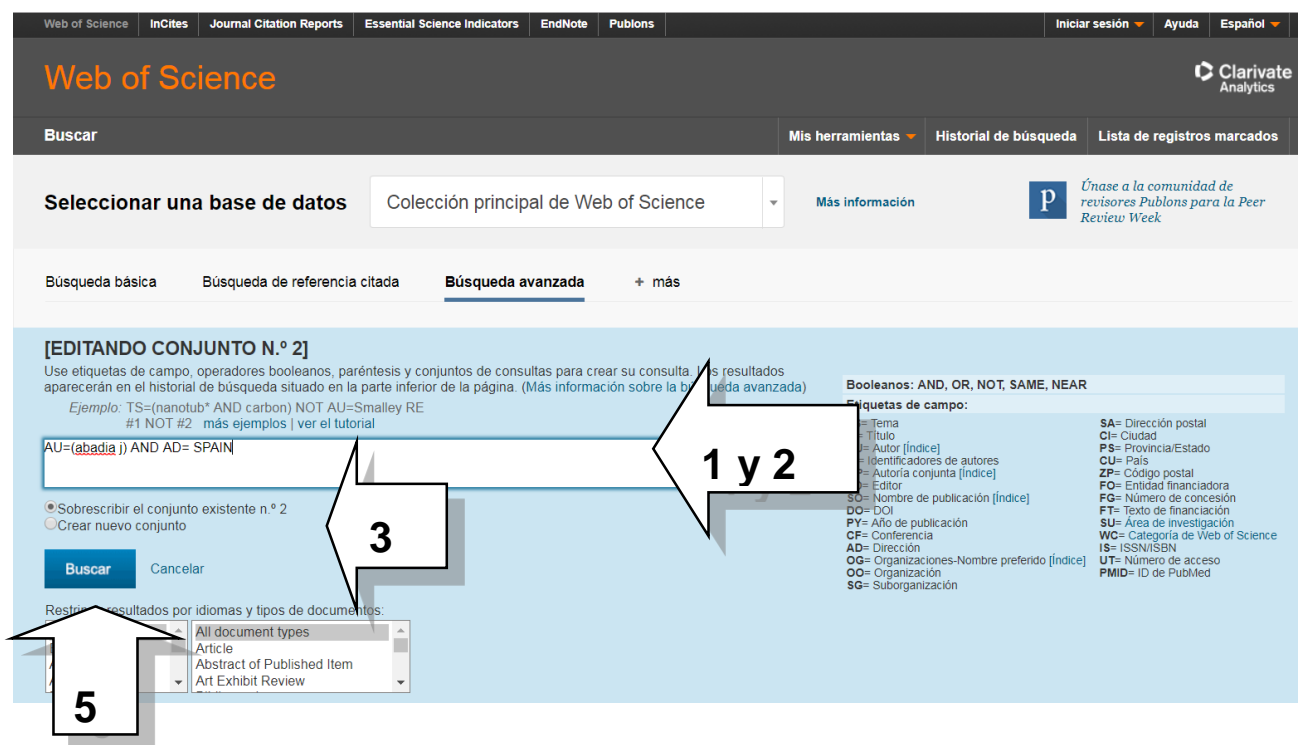 Web of Science InCites Journal Citation Reports Essential Science Indicators EndNote Publons Iniciar sesión Ayuda Español
Web of Science
Clarivate
Analytics
Buscar Mis herramientas Historial de búsqueda Lista de registros marcados
Seleccionar una base de datos Colección principal de Web of Science Más información
p
Únase a la comunidad de
revisores Publons para la Peer
Review Week
Búsqueda básica Búsqueda de referencia citada Búsqueda avanzada + más
[EDITANDO CONJUNTO N.º 2]
Use etiquetas de campo, operadores booleanos, paréntesis y conjuntos de consultas para crear su consulta. resultados
aparecerán en el historial de búsqueda situado en la parte inferior de la página. (Más información sobre la avanzada)
Ejemplo: TS=(nanotub* AND carbon) NOT AU=Smalley RE
#1 NOT #2 más ejemplos | ver el tutorial
AU=(abadia j) AND AD= SPAIN
1 y 2
Sobrescribir el conjunto existente n.º 2
Crear nuevo conjunto
3
Buscar Cancelar
resultados por idiomas y tipos de
All document types
Article
Abstract of Published Item
Art Exhibit Review
5
Booleanos: AND, OR, NOT, SAME, NEAR
Etiquetas de campo:
= Tema
= Título
= Autor [Índice]
= Identificadores de autores
= Autoría conjunta [Índice]
= Editor
SO= Nombre de publicación [Índice]
DO= DOI
PY= Año de publicación
CF= Conferencia
AD= Dirección
OG= Organizaciones-Nombre preferido [Índice]
OO= Organización
SG= Suborganización
SA= Dirección postal
CI= Ciudad
PS= Provincia/Estado
CU= País
ZP= Código postal
FO= Entidad financiadora
FG= Número de concesión
FT= Texto de financiación
SU= Área de investigación
WC= Categoría de Web of Science
IS= ISSN/ISBN
UT= Número de acceso
PMID= ID de PubMed